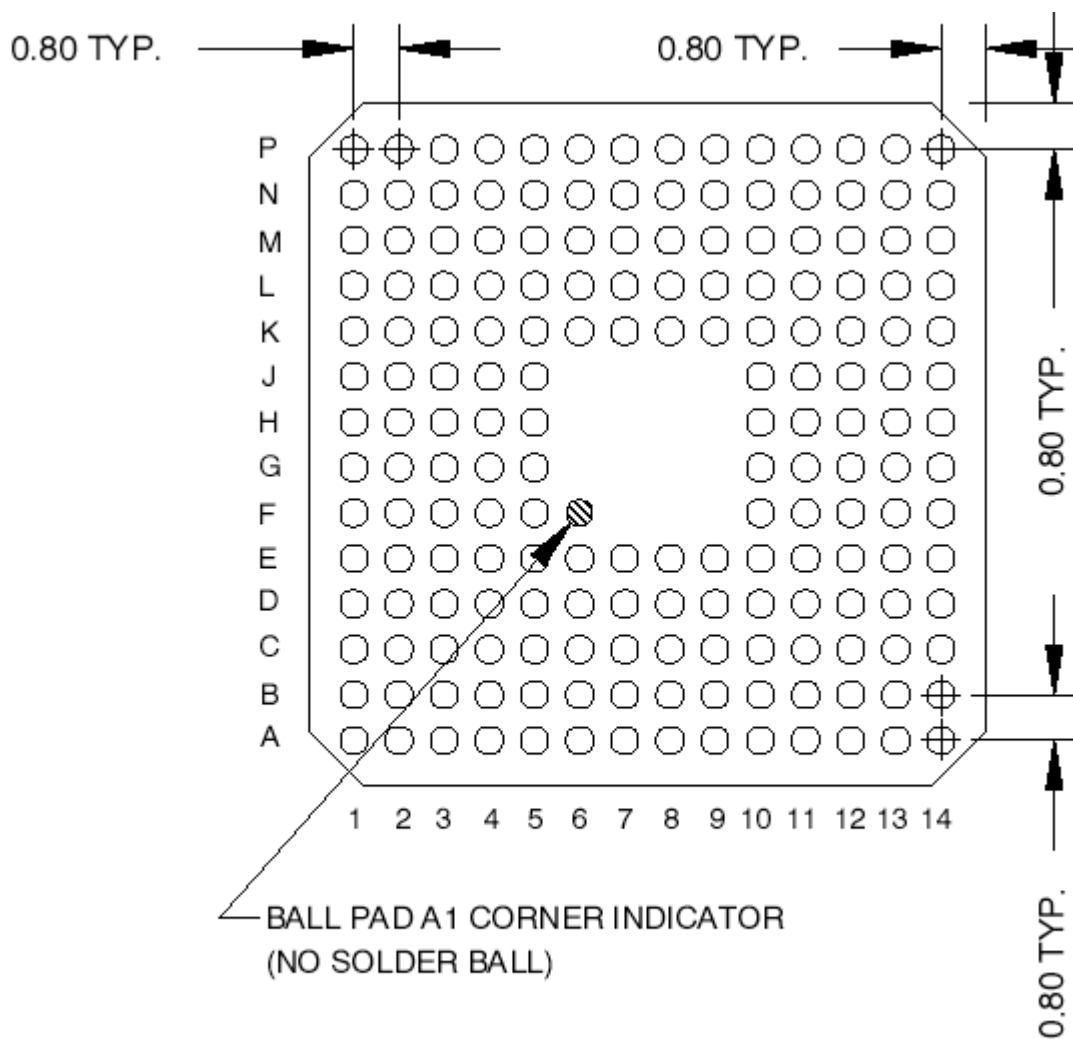 0.80 TYP.
0.80 TYP.
P
N
M
L
K
J
H
G
F
E
D
C
B
A
0.80 TYP.
0.80 TYP.
1 2 3 4 5 6 7 8 9 10 11 12 13 14
BALL PAD A1 CORNER INDICATOR
(NO SOLDER BALL)